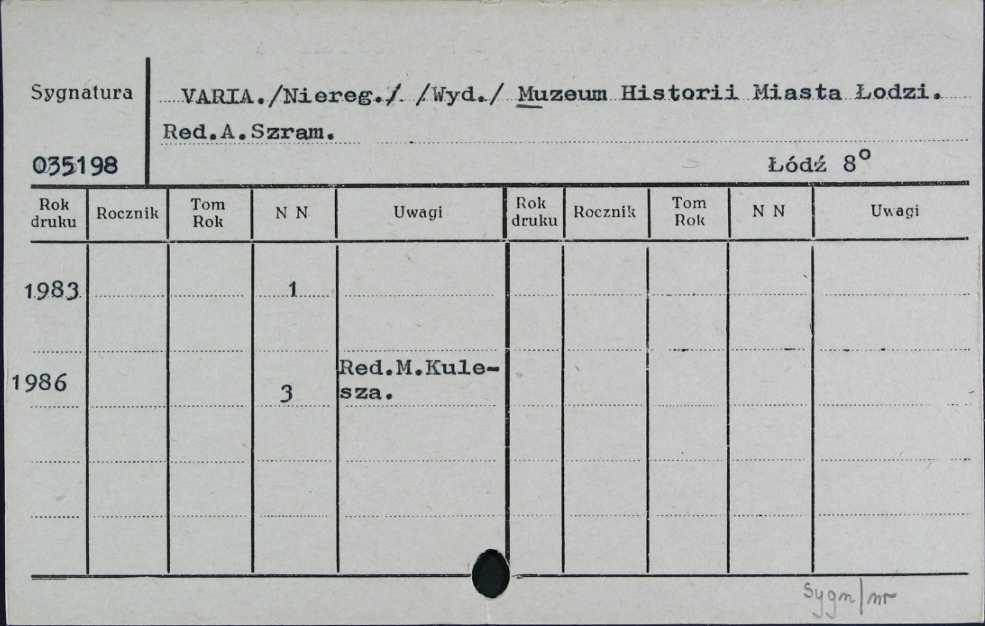 Sygnatura VARIA./Niereg./ /Wyd./ Muzeum Historii Miasta Łodzi.
Red.A.Szram.
035198 Łódź 8°
Rok druku Rocznik Tom Rok N N Uwagi Rok druku Rocznik Tom Rok N N Uwagi
1983 1
1986 3 Red.M.Kule-
sza.
Sygn/nr